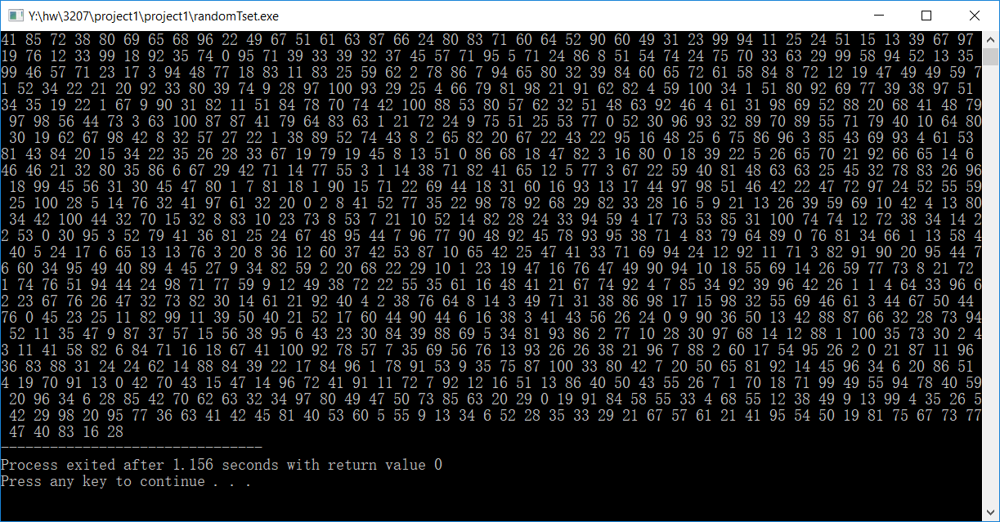 Y:\hw\3207\project1\project1\randomTset.exe
41 85 72 38 80 69 65 68 96 22 49 67 51 61 63 87 66 24 80 83 71 60 64 52 90 60 49 31 23 99 94 11 25 24 51 15 13 39 67 97
19 76 12 33 99 18 92 35 74 0 95 71 39 33 39 32 37 45 57 71 95 5 71 24 86 8 51 54 74 24 75 70 33 63 29 99 58 94 52 13 35
99 46 57 71 23 17 3 94 48 77 18 83 11 83 25 59 62 2 78 86 7 94 65 80 32 39 84 60 65 72 61 58 84 8 72 12 19 47 49 49 59 7
1 52 34 22 21 20 92 33 80 39 74 9 28 97 100 93 29 25 4 66 79 81 98 21 91 62 82 4 59 100 34 1 51 80 92 69 77 39 38 97 51
34 35 19 22 1 67 9 90 31 82 11 51 84 78 70 74 42 100 88 53 80 57 62 32 51 48 63 92 46 4 61 31 98 69 52 88 20 68 41 48 79
97 98 56 44 73 3 63 100 87 87 41 79 64 83 63 1 21 72 24 9 75 51 25 53 77 0 52 30 96 93 32 89 70 89 55 71 79 40 10 64 80
30 19 62 67 98 42 8 32 57 27 22 1 38 89 52 74 43 8 2 65 82 20 67 22 43 22 95 16 48 25 6 75 86 96 3 85 43 69 93 4 61 53
81 43 84 20 15 34 22 35 26 28 33 67 19 79 19 45 8 13 51 0 86 68 18 47 82 3 16 80 0 18 39 22 5 26 65 70 21 92 66 65 14 6
46 46 21 32 80 35 86 6 67 29 42 71 14 77 55 3 1 14 38 71 82 41 65 12 5 77 3 67 22 59 40 81 48 63 63 25 45 32 78 83 26 96
18 99 45 56 31 30 45 47 80 1 7 81 18 1 90 15 71 22 69 44 18 31 60 16 93 13 17 44 97 98 51 46 42 22 47 72 97 24 52 55 59
25 100 28 5 14 76 32 41 97 61 32 20 0 2 8 41 52 77 35 22 98 78 92 68 29 82 33 28 16 5 9 21 13 26 39 59 69 10 42 4 13 80
34 42 100 44 32 70 15 32 8 83 10 23 73 8 53 7 21 10 52 14 82 28 24 33 94 59 4 17 73 53 85 31 100 74 74 12 72 38 34 14 2
2 53 0 30 95 3 52 79 41 36 81 25 24 67 48 95 44 7 96 77 90 48 92 45 78 93 95 38 71 4 83 79 64 89 0 76 81 34 66 1 13 58 4
40 5 24 17 6 65 13 13 76 3 20 8 36 12 60 37 42 53 87 10 65 42 25 47 41 33 71 69 94 24 12 92 11 71 3 82 91 90 20 95 44 7
6 60 34 95 49 40 89 4 45 27 9 34 82 59 2 20 68 22 29 10 1 23 19 47 16 76 47 49 90 94 10 18 55 69 14 26 59 77 73 8 21 72
1 74 76 51 94 44 24 98 71 77 59 9 12 49 38 72 22 55 35 61 16 48 41 21 67 74 92 4 7 85 34 92 39 96 42 26 1 1 4 64 33 96 6
2 23 67 76 26 47 32 73 82 30 14 61 21 92 40 4 2 38 76 64 8 14 3 49 71 31 38 86 98 17 15 98 32 55 69 46 61 3 44 67 50 44
76 0 45 23 25 11 82 99 11 39 50 40 21 52 17 60 44 90 44 6 16 38 3 41 43 56 26 24 0 9 90 36 50 13 42 88 87 66 32 28 73 94
52 11 35 47 9 87 37 57 15 56 38 95 6 43 23 30 84 39 88 69 5 34 81 93 86 2 77 10 28 30 97 68 14 12 88 1 100 35 73 30 2 4
3 11 41 58 82 6 84 71 16 18 67 41 100 92 78 57 7 35 69 56 76 13 93 26 26 38 21 96 7 88 2 60 17 54 95 26 2 0 21 87 11 96
36 83 88 31 24 24 62 14 88 84 39 22 17 84 96 1 78 91 53 9 35 75 87 100 33 80 42 7 20 50 65 81 92 14 45 96 34 6 20 86 51
4 19 70 91 13 0 42 70 43 15 47 14 96 72 41 91 11 72 7 92 12 16 51 13 86 40 50 43 55 26 7 1 70 18 71 99 49 55 94 78 40 59
20 96 34 6 28 85 42 70 62 63 32 34 97 80 49 47 50 73 85 63 20 29 0 19 91 84 58 55 33 4 68 55 12 38 49 9 13 99 4 35 26 5
42 29 98 20 95 77 36 63 41 42 45 81 40 53 60 5 55 9 13 34 6 52 28 35 33 29 21 67 57 61 21 41 95 54 50 19 81 75 67 73 77
47 40 83 16 28
--------------------------------
Process exited after 1.156 seconds with return value 0
Press any key to continue . . .